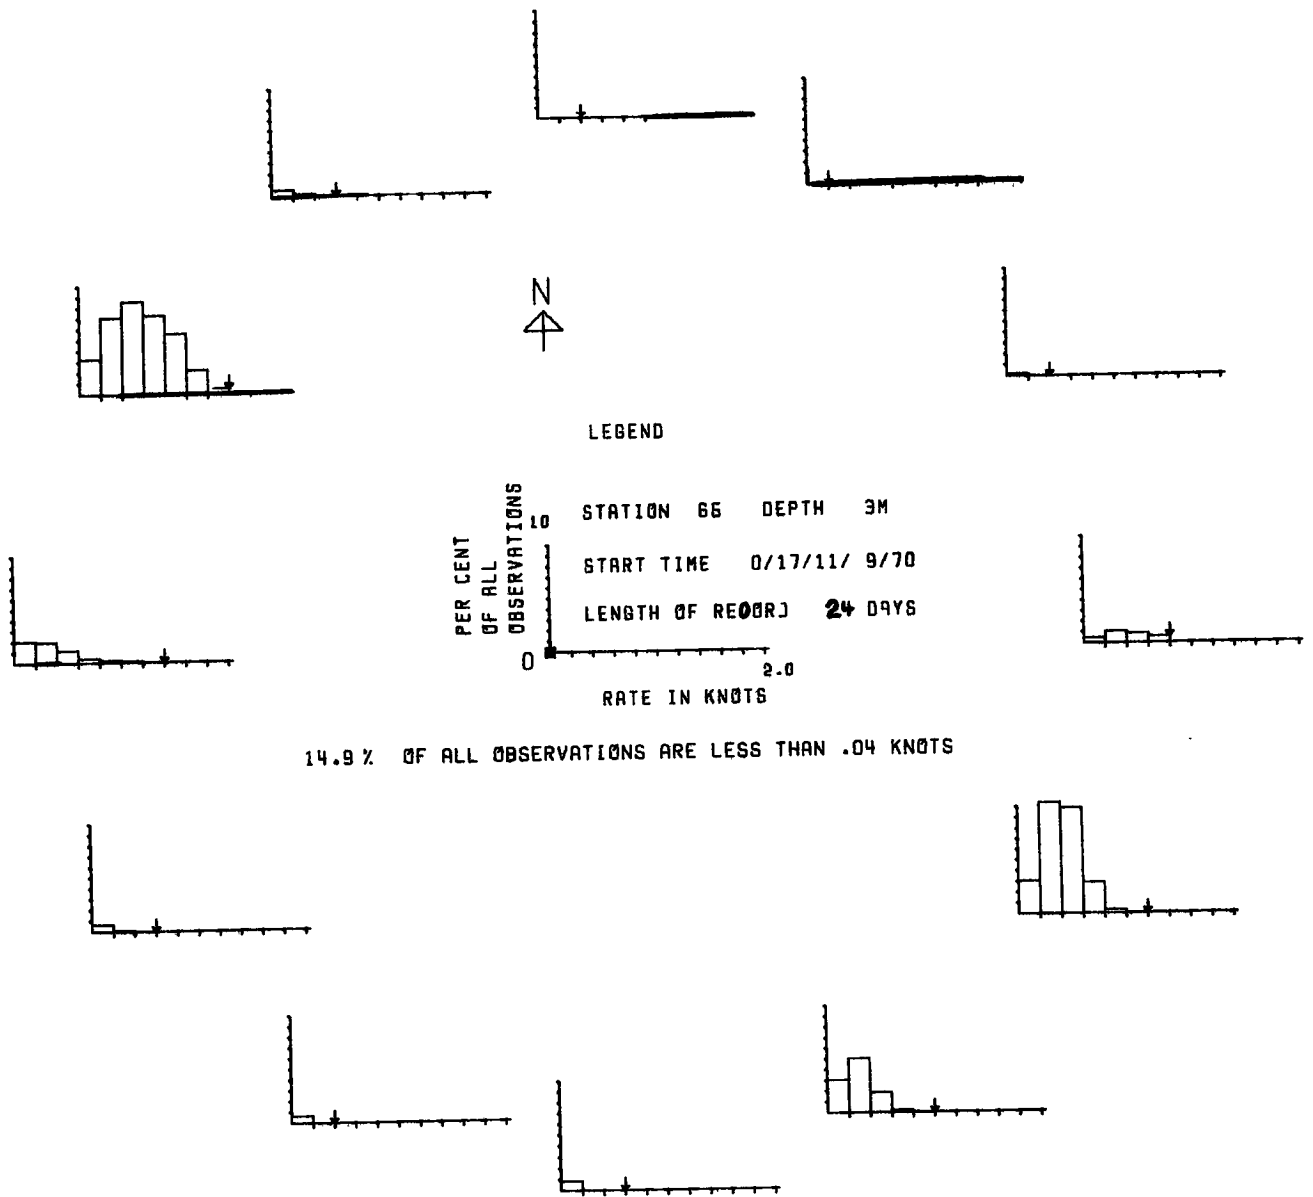 N
LEGEND
PER CENT
OF ALL
OBSERVATIONS
10
0
STATION 66 DEPTH 3M
START TIME 0/17/11/ 9/70
LENGTH OF 24 DAYS
2.0
RATE IN KNOTS
14.9 % OF ALL OBSERVATIONS ARE LESS THAN .04 KNOTS